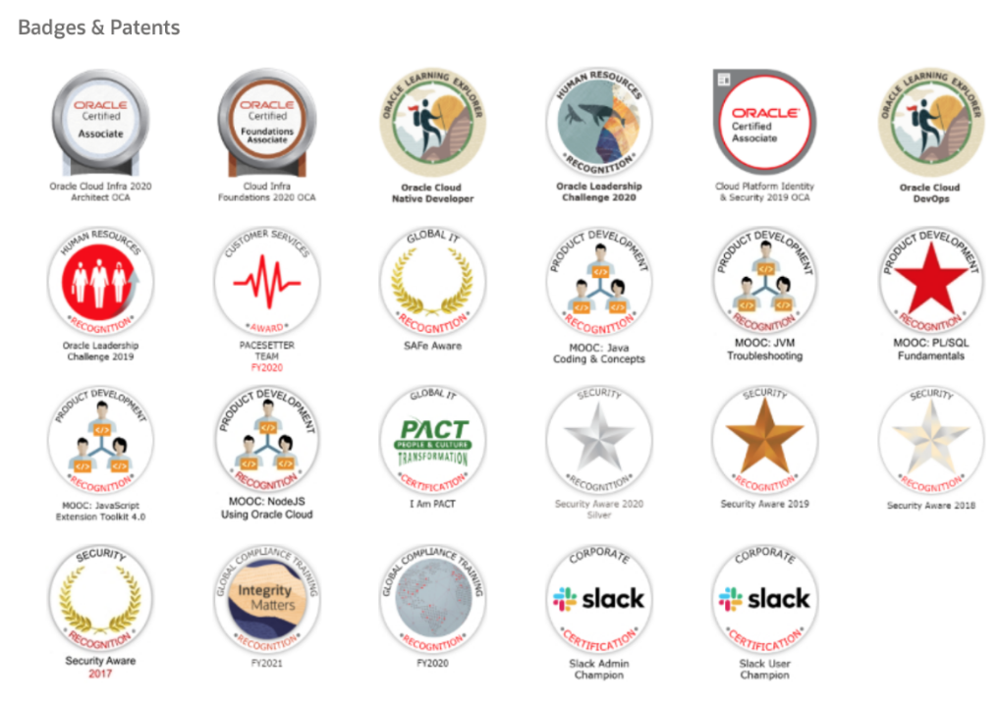 Badges & Patents
ORACLE
Certified
Associate
Oracle Cloud Infra 2020
Architect OCA
ORACLE
Certified
Foundations
Associate
Cloud Infra
Foundations 2020 OCA
ORACLE LEARNING EXPLORER
Oracle Cloud
Native Developer
HUMAN RESOURCES
RECOGNITION
Oracle Leadership
Challenge 2020
ORACLE
Certified
Associate
Cloud Platform Identity
& Security 2019 OCA
ORACLE LEARNING EXPLORER
Oracle Cloud
DevOps
HUMAN RESOURCES
RECOGNITION
Oracle Leadership
Challenge 2019
CUSTOMER SERVICES
AWARD
PACESETTER
TEAM
FY2020
GLOBAL IT
RECOGNITION
SAFe Aware
PRODUCT DEVELOPMENT
</>
</>
</>
RECOGNITION
MOOC: Java
Coding & Concepts
PRODUCT DEVELOPMENT
</>
</>
</>
RECOGNITION
MOOC: JVM
Troubleshooting
PRODUCT DEVELOPMENT
RECOGNITION
MOOC: PL/SQL
Fundamentals
PRODUCT DEVELOPMENT
</>
</>
</>
RECOGNITION
MOOC: JavaScript
Extension Toolkit 4.0
PRODUCT DEVELOPMENT
</>
</>
</>
RECOGNITION
MOOC: NodeJS
Using Oracle Cloud
GLOBAL IT
PACT
PEOPLE & CULTURE
TRANSFORMATION
CERTIFICATION
I Am PACT
SECURITY
RECOGNITION
Security Aware 2020
Silver
SECURITY
RECOGNITION
Security Aware 2019
SECURITY
RECOGNITION
Security Aware 2018
SECURITY
RECOGNITION
Security Aware
2017
GLOBAL COMPLIANCE TRAINING
Integrity
Matters
RECOGNITION
FY2021
GLOBAL COMPLIANCE TRAINING
RECOGNITION
FY2020
CORPORATE
slack
CERTIFICATION
Slack Admin
Champion
CORPORATE
slack
CERTIFICATION
Slack User
Champion